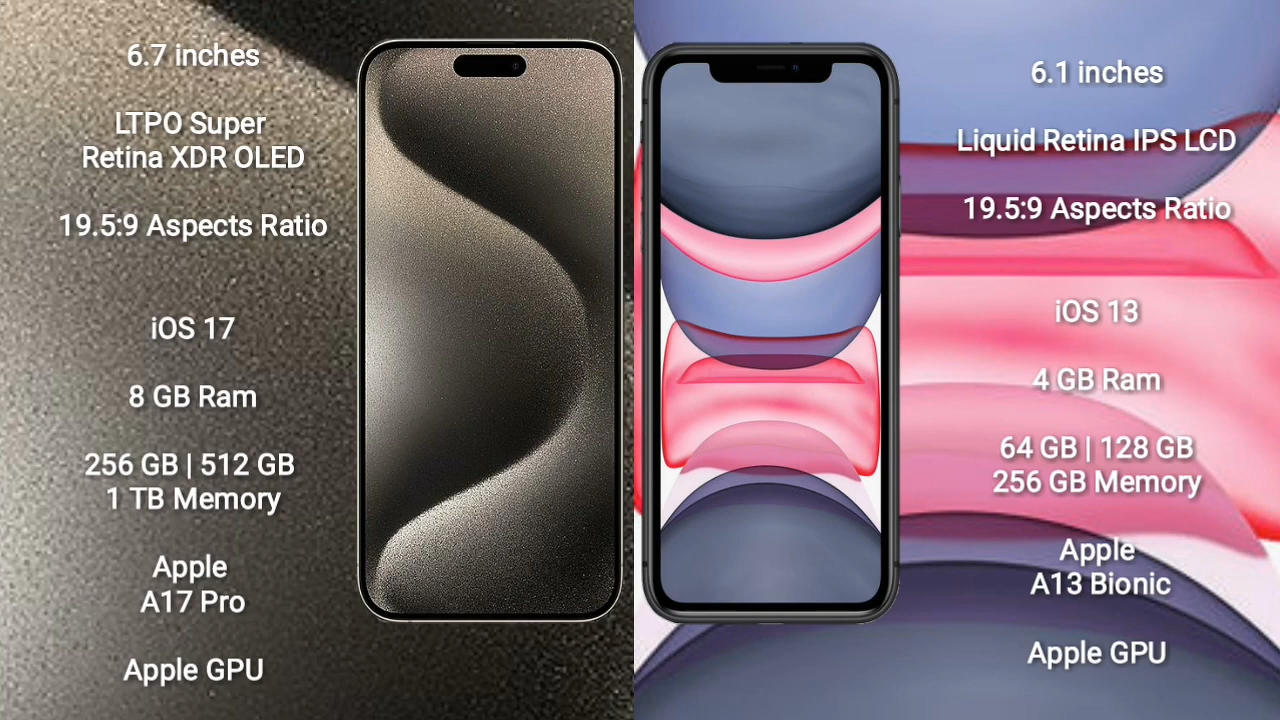 6.7 inches
LTPO Super
Retina XDR OLED
19.5:9 Aspects Ratio
iOS 17
8 GB Ram
256 GB | 512 GB
1 TB Memory
Apple
A17 Pro
Apple GPU
6.1 inches
Liquid Retina IPS LCD
19.5:9 Aspects Ratio
iOS 13
4 GB Ram
64 GB | 128 GB
256 GB Memory
Apple
A13 Bionic
Apple GPU